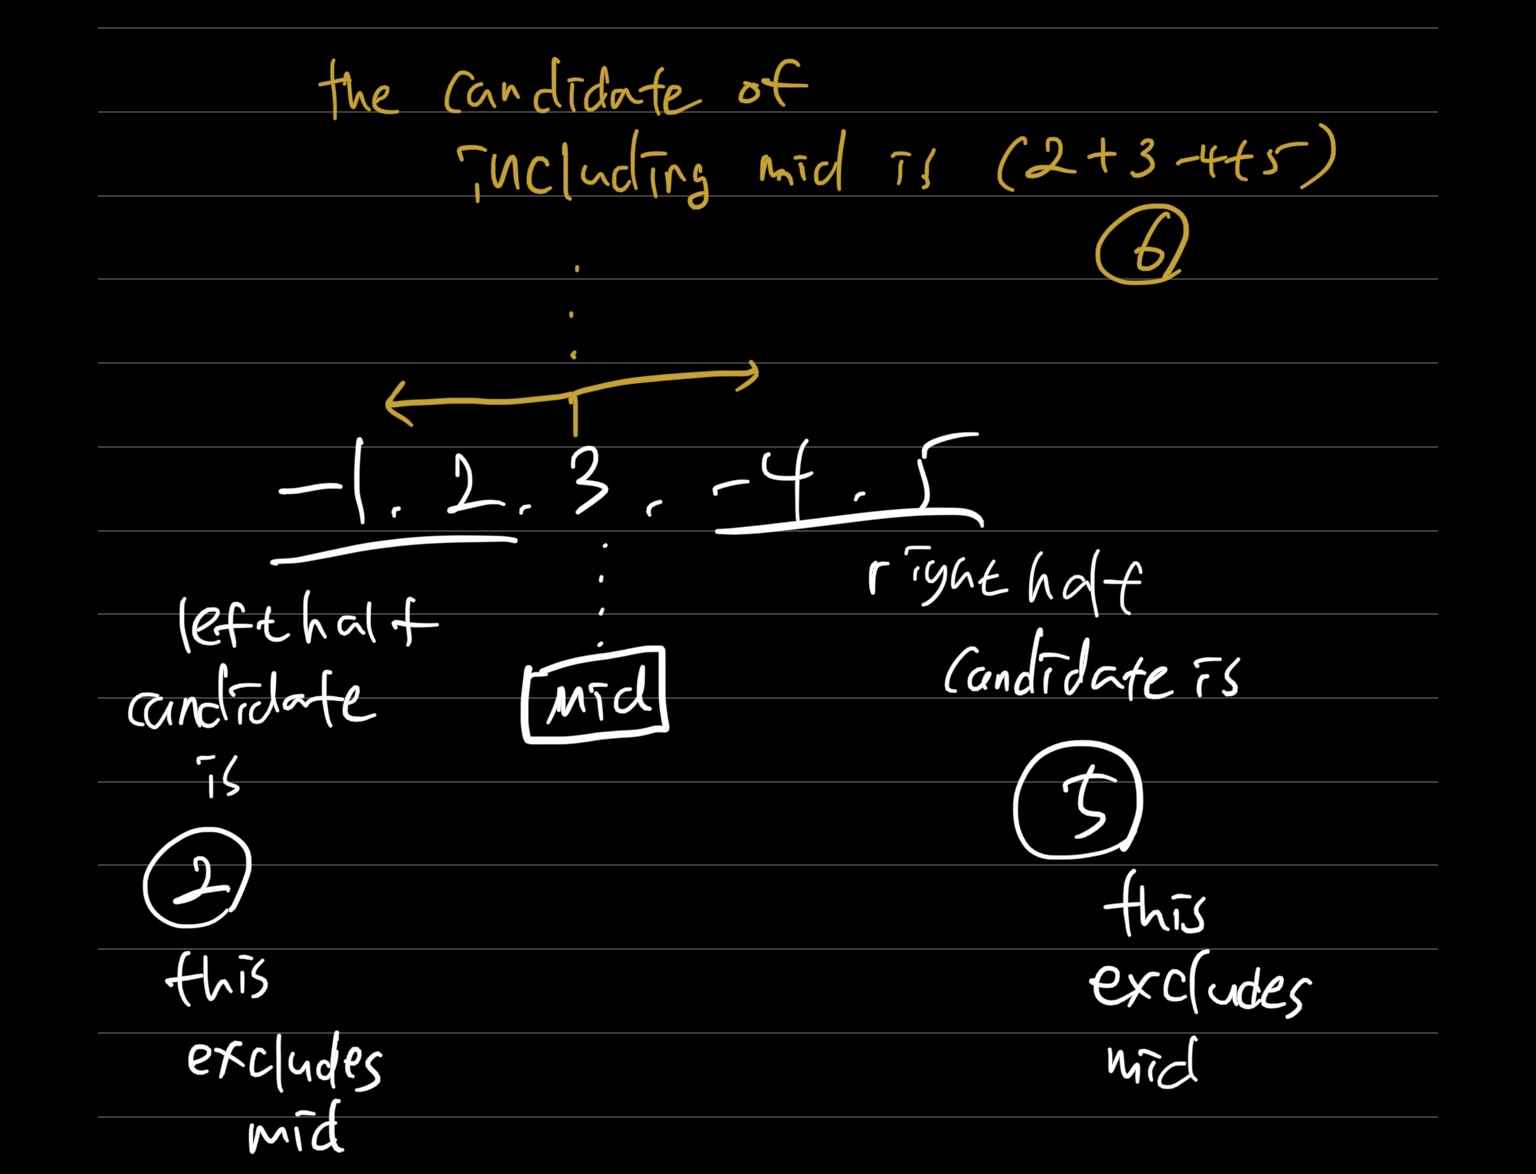 the candidate of
including mid is (2+3-4+5)
6
-1. 2. 3. -4. 5
left half
candidate
is
2
this
excludes
mid
mid
right half
candidate is
5
this
excludes
mid